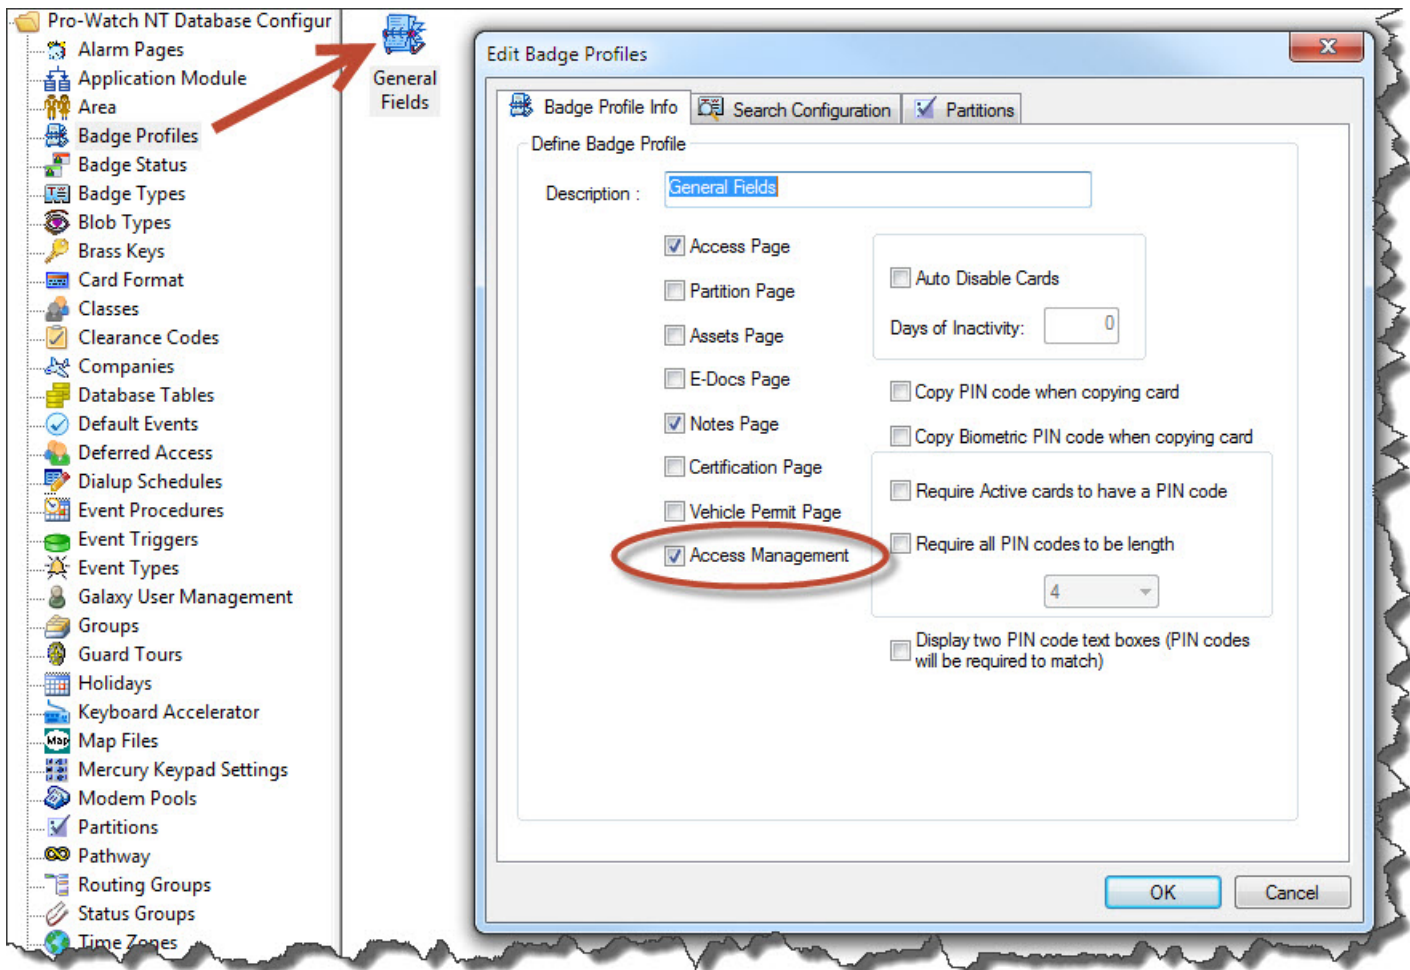 Pro-Watch NT Database Configur
Alarm Pages
Application Module
Area
Badge Profiles
Badge Status
Badge Types
Blob Types
Brass Keys
Card Format
Classes
Clearance Codes
Companies
Database Tables
Default Events
Deferred Access
Dialup Schedules
Event Procedures
Event Triggers
Event Types
Galaxy User Management
Groups
Guard Tours
Holidays
Keyboard Accelerator
Map
Map Files
Mercury Keypad Settings
Modem Pools
Partitions
Pathway
Routing Groups
Status Groups
Time Zones
General
Fields
Edit Badge Profiles
X
Badge Profile Info
Search Configuration
Partitions
Define Badge Profile
Description :
General Fields
Access Page
Partition Page
Assets Page
E-Docs Page
Notes Page
Certification Page
Vehicle Permit Page
Access Management
Auto Disable Cards
Days of Inactivity: 0
Copy PIN code when copying card
Copy Biometric PIN code when copying card
Require Active cards to have a PIN code
Require all PIN codes to be length
4
Display two PIN code text boxes (PIN codes
will be required to match)
OK
Cancel